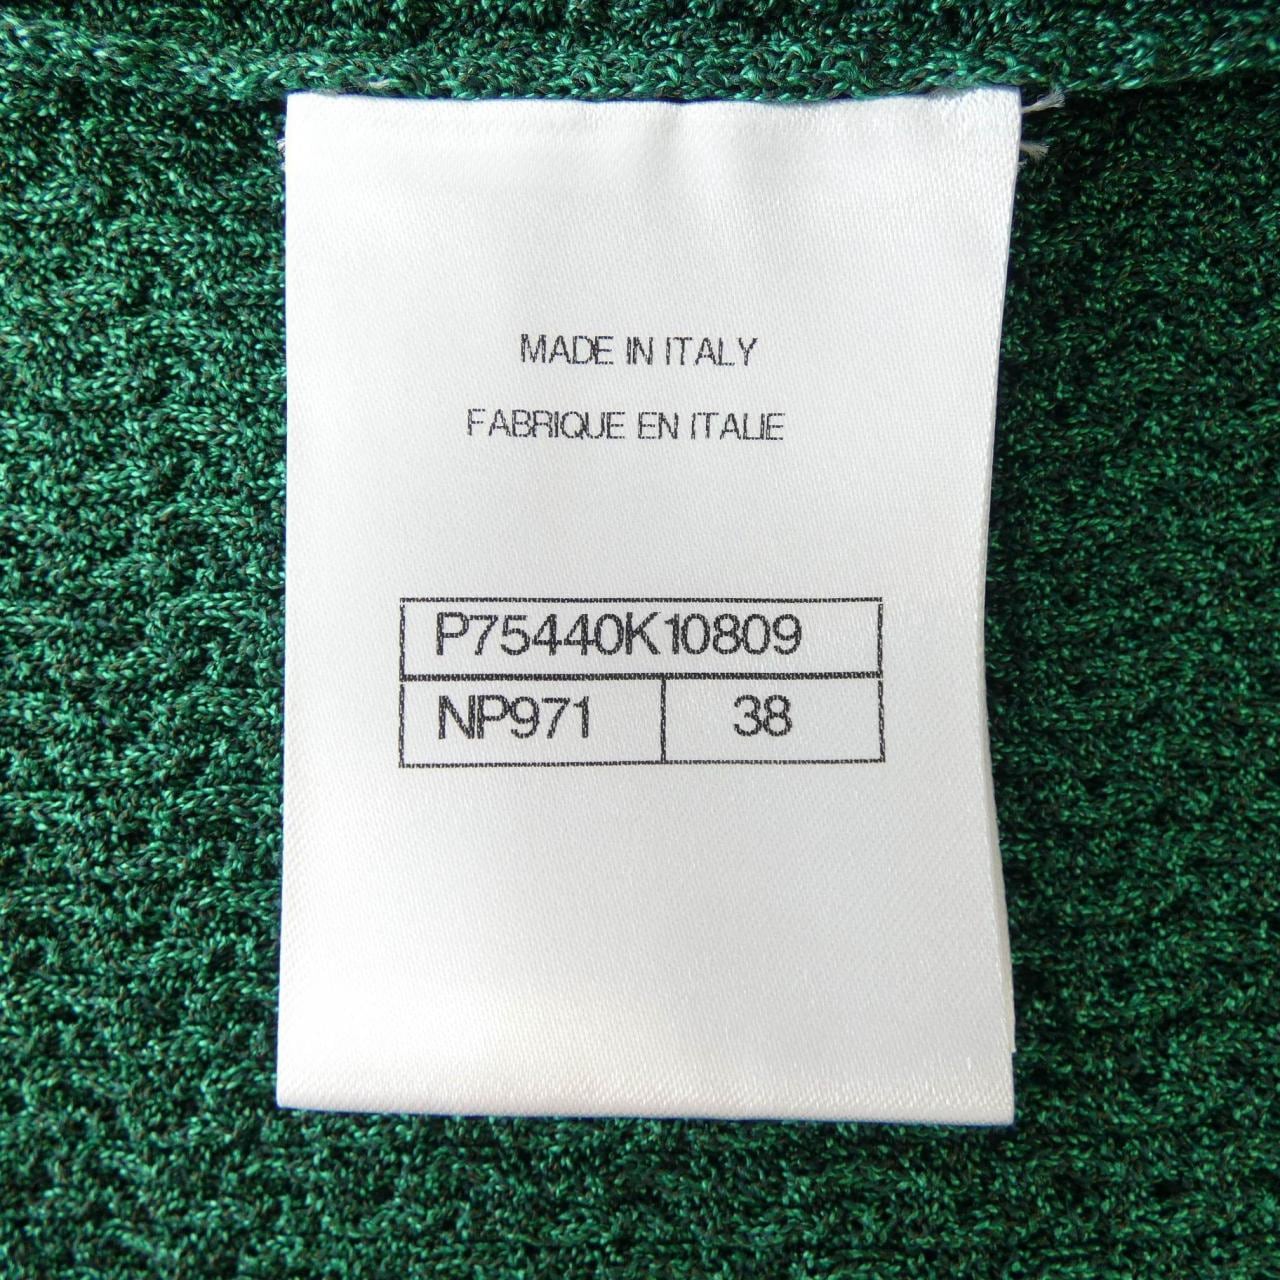 MADE IN ITALY
FABRIQUE EN ITALIE
P75440K10809
NP971 38